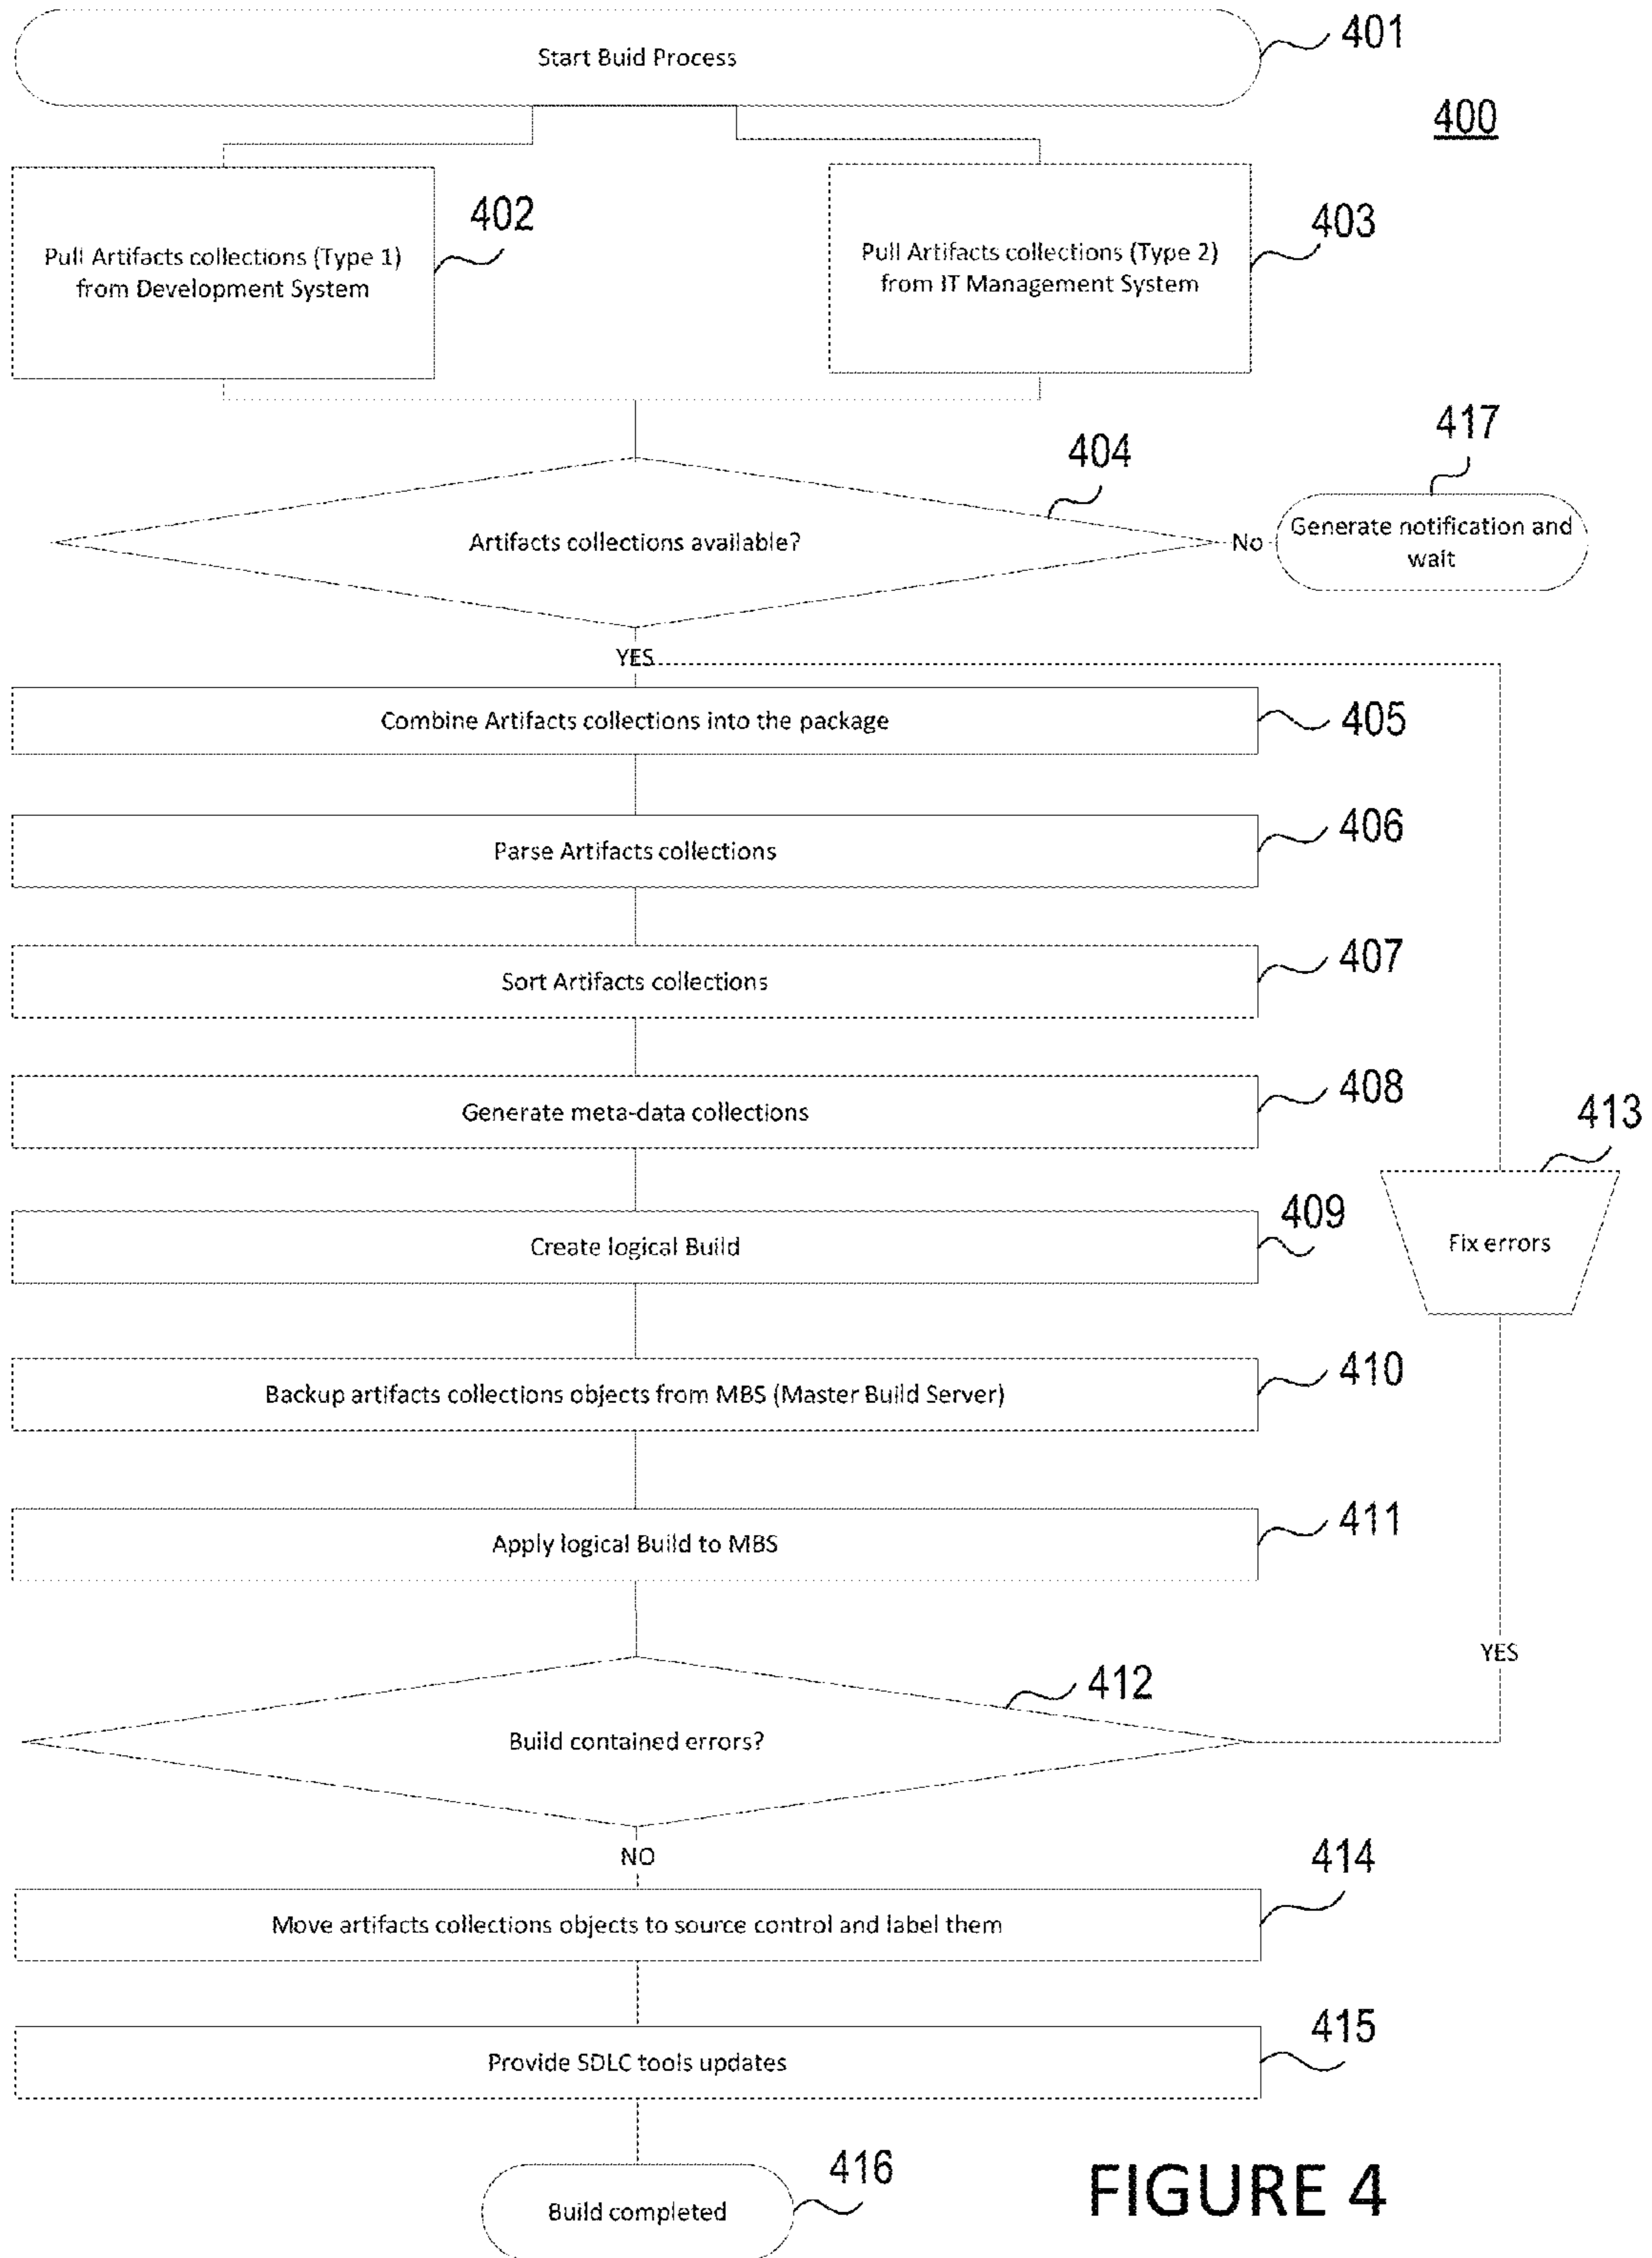 Start Buid Process
401
400
Pull Artifacts collections (Type 1)
from Development System
402
Pull Artifacts collections (Type 2)
from IT Management System
403
404
Artifacts collections available?
No
417
Generate notification and
wait
YES
Combine Artifacts collections into the package
405
Parse Artifacts collections
406
Sort Artifacts collections
407
Generate meta-data collections
408
413
Fix errors
Create logical Build
409
Backup artifacts collections objects from MBS (Master Build Server)
410
Apply logical Build to MBS
411
YES
412
Build contained errors?
NO
Move artifacts collections objects to source control and label them
414
Provide SDLC tools updates
415
Build completed
416
FIGURE 4